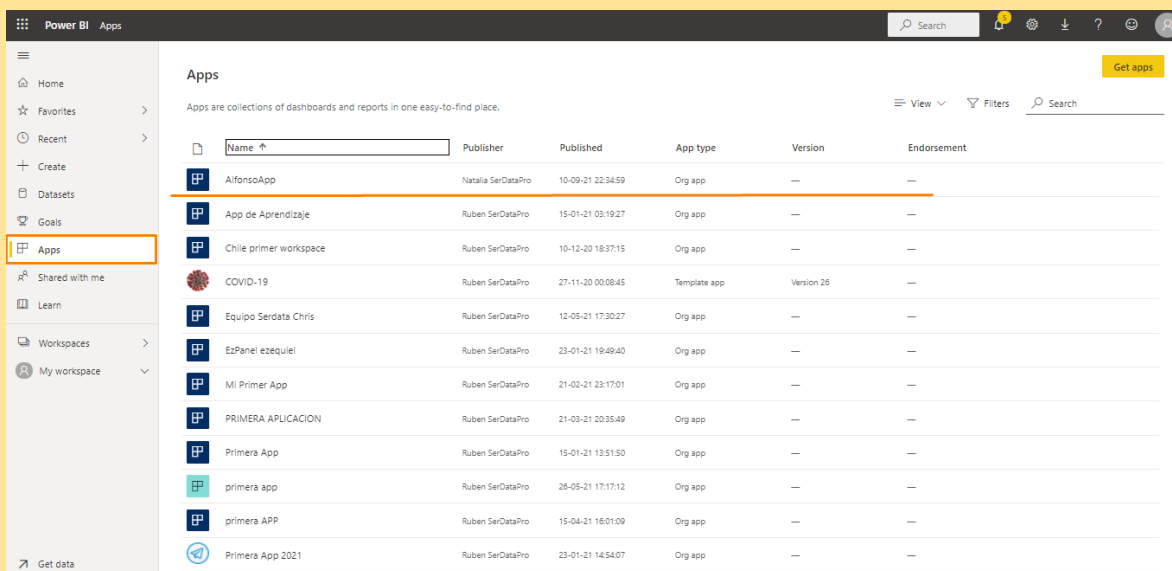 Power BI Apps Search 5 ?
Home
Favorites
Recent
Create
Datasets
Goals
Apps
Shared with me
Learn
Workspaces
My workspace
Get data
Apps
Get apps
Apps are collections of dashboards and reports in one easy-to-find place.
View Filters Search
Name Publisher Published App type Version Endorsement
AlfonsoApp Natalia SerDataPro 10-09-21 22:34:59 Org app — —
App de Aprendizaje Ruben SerDataPro 15-01-21 03:19:27 Org app — —
Chile primer workspace Ruben SerDataPro 10-12-20 18:37:15 Org app — —
COVID-19 Ruben SerDataPro 27-11-20 00:08:45 Template app Version 26 —
Equipo Serdata Chris Ruben SerDataPro 12-05-21 17:30:27 Org app — —
EzPanel ezequiel Ruben SerDataPro 23-01-21 19:49:40 Org app — —
Mi Primer App Ruben SerDataPro 21-02-21 23:17:01 Org app — —
PRIMERA APLICACION Ruben SerDataPro 21-03-21 20:35:49 Org app — —
Primera App Ruben SerDataPro 15-01-21 13:51:50 Org app — —
primera app Ruben SerDataPro 26-05-21 17:17:12 Org app — —
primera APP Ruben SerDataPro 15-04-21 16:01:09 Org app — —
Primera App 2021 Ruben SerDataPro 23-01-21 14:54:07 Org app — —